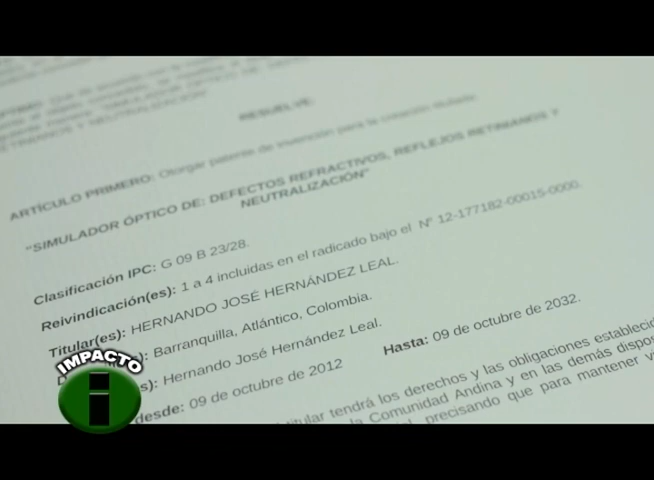 RESUELVE:
ARTÍCULO PRIMERO: Otorgar patente de invención para la creación titulada:
"SIMULADOR ÓPTICO DE: DEFECTOS REFRACTIVOS, REFLEJOS RETINIANOS Y
NEUTRALIZACIÓN"
Clasificación IPC: G 09 B 23/28.
Reivindicación(es): 1 a 4 incluidas en el radicado bajo el N° 12-177182-00015-0000.
Titular(es): HERNANDO JOSÉ HERNÁNDEZ LEAL.
Barranquilla, Atlántico, Colombia.
s): Hernando José Hernández Leal.
desde: 09 de octubre de 2012 Hasta: 09 de octubre de 2032.
titular tendrá los derechos y las obligaciones establecid
la Comunidad Andina y en las demás dispo
precisando que para mantener v
IMPACTO
i